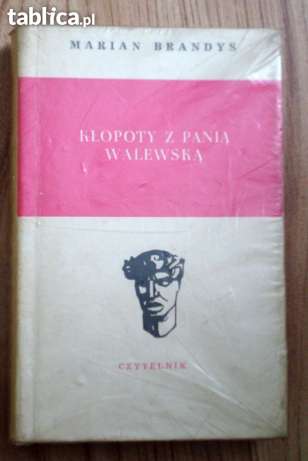 tablica.pl
MARIAN BRANDYS
KŁOPOTY Z PANIĄ
WALEWSKĄ
CZYTELNIK